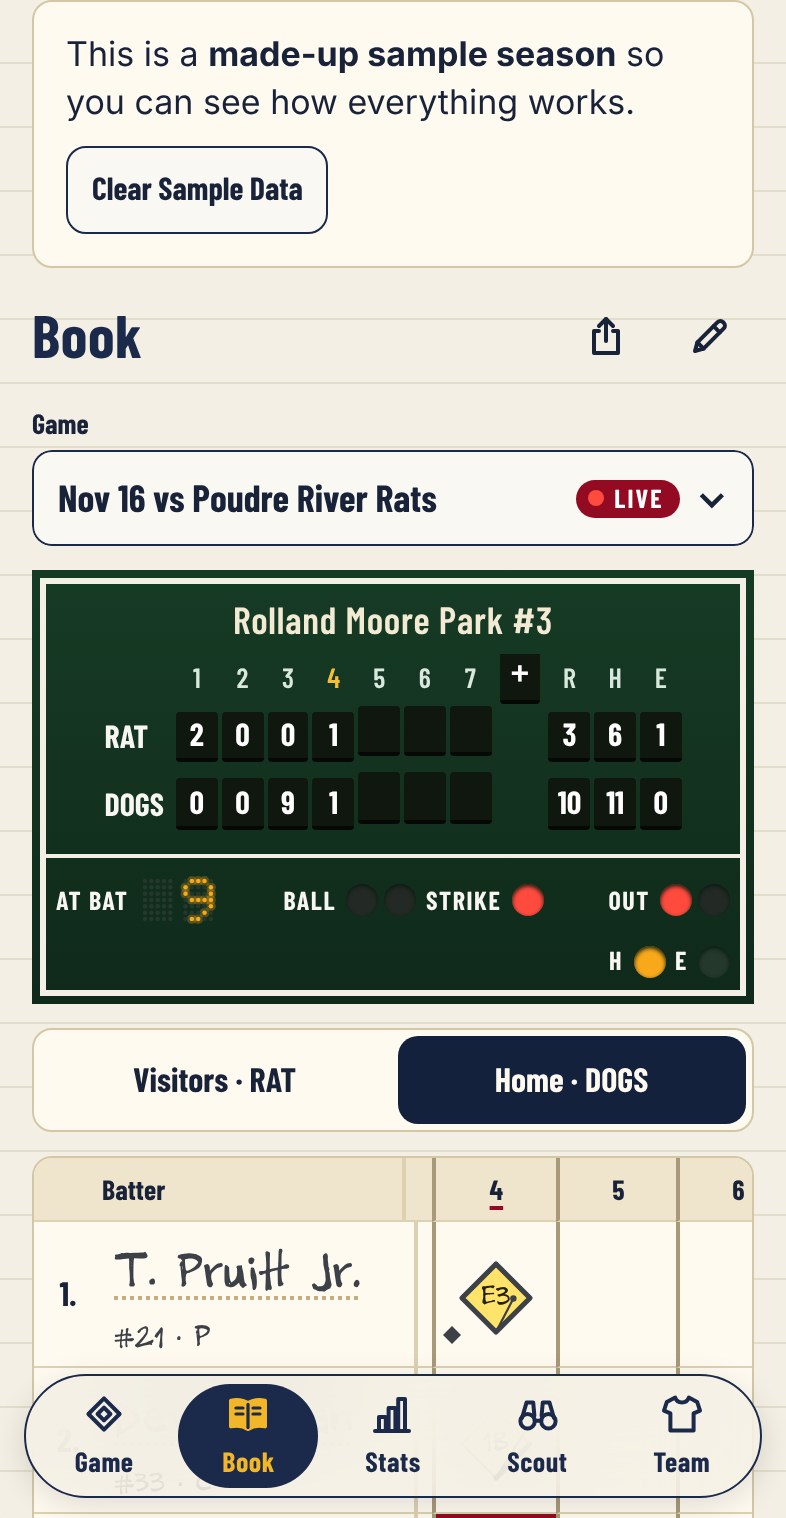 This is a made-up sample season so
you can see how everything works.
Clear Sample Data
Book
Game
Nov 16 vs Poudre River Rats LIVE
Rolland Moore Park #3
1 2 3 4 5 6 7 + R H E
RAT 2 0 0 1 3 6 1
DOGS 0 0 9 1 10 11 0
AT BAT 9 BALL STRIKE OUT
H E
Visitors · RAT Home · DOGS
Batter 4 5 6
1. T. Pruitt Jr. E3
#21 · P
2.
#33 ·
Game Book Stats Scout Team